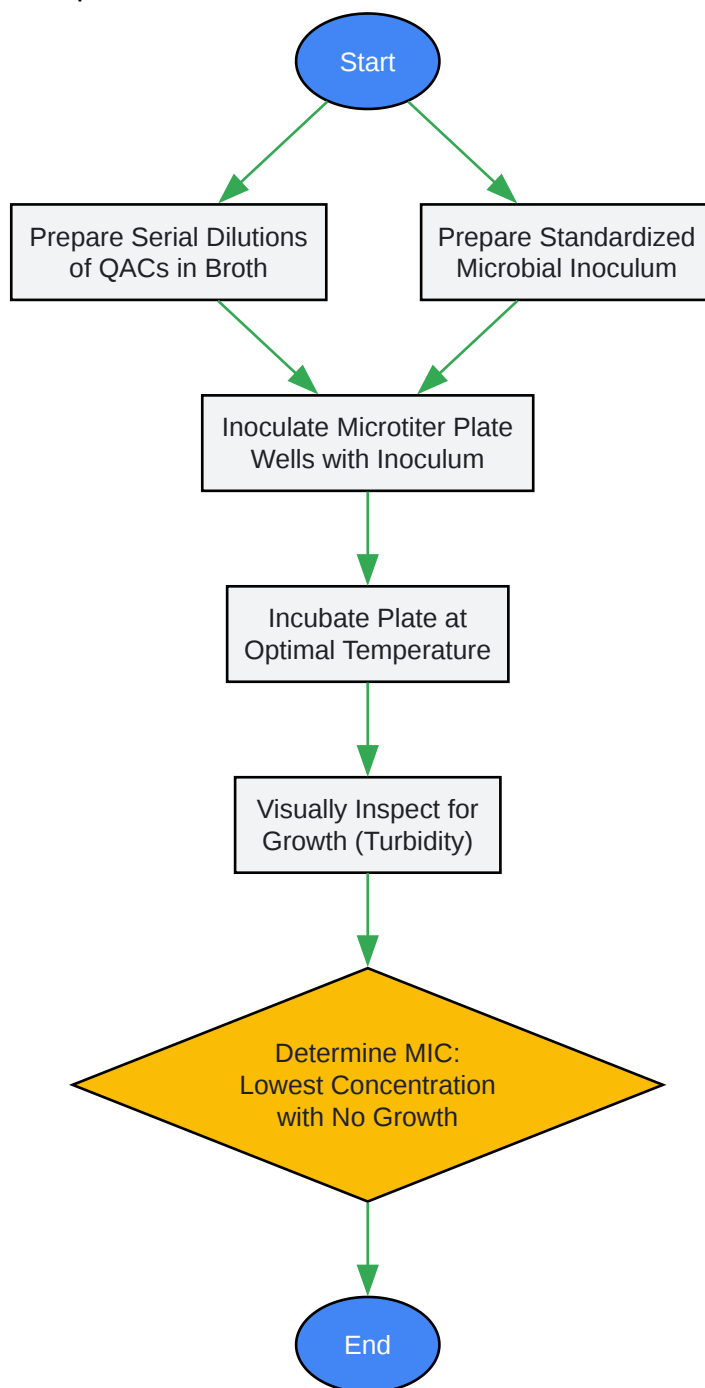 Start
Prepare Serial Dilutions
of QACs in Broth
Prepare Standardized
Microbial Inoculum
Inoculate Microtiter Plate
Wells with Inoculum
Incubate Plate at
Optimal Temperature
Visually Inspect for
Growth (Turbidity)
Determine MIC:
Lowest Concentration
with No Growth
End